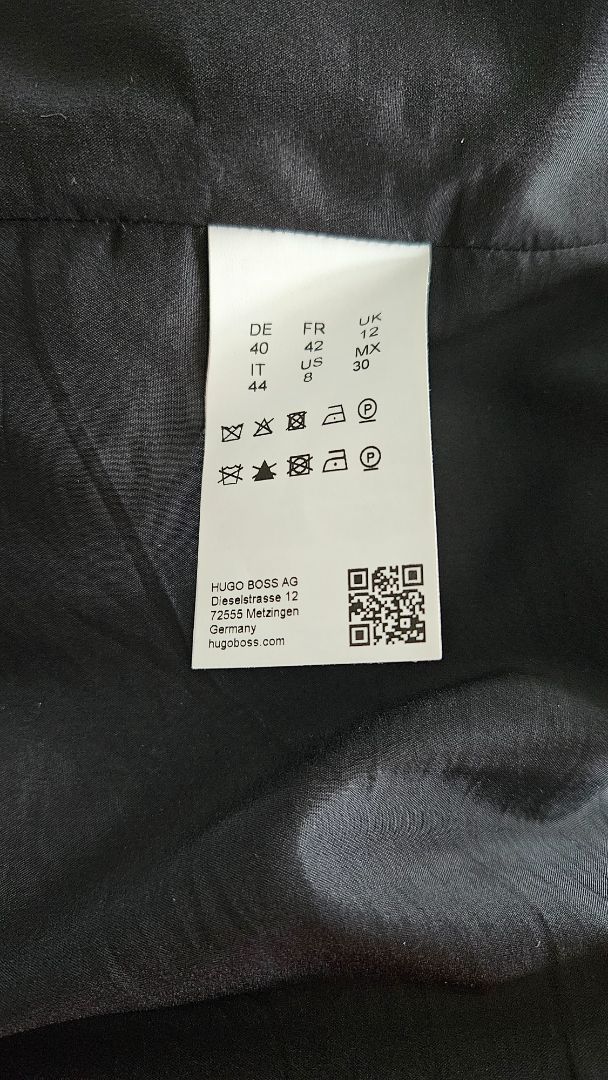 DE FR UK
40 42 12
IT US MX
44 8 30
P
P
HUGO BOSS AG
Dieselstrasse 12
72555 Metzingen
Germany
hugoboss.com